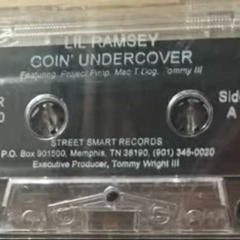 LIL RAMSEY
GOIN' UNDERCOVER
Featuring: Project Pimp, Mac T Dog, Tommy III
Side
A
STREET SMART RECORDS
P.O. Box 901500, Memphis, TN 38190, (901) 345-0020
Executive Producer, Tommy Wright III